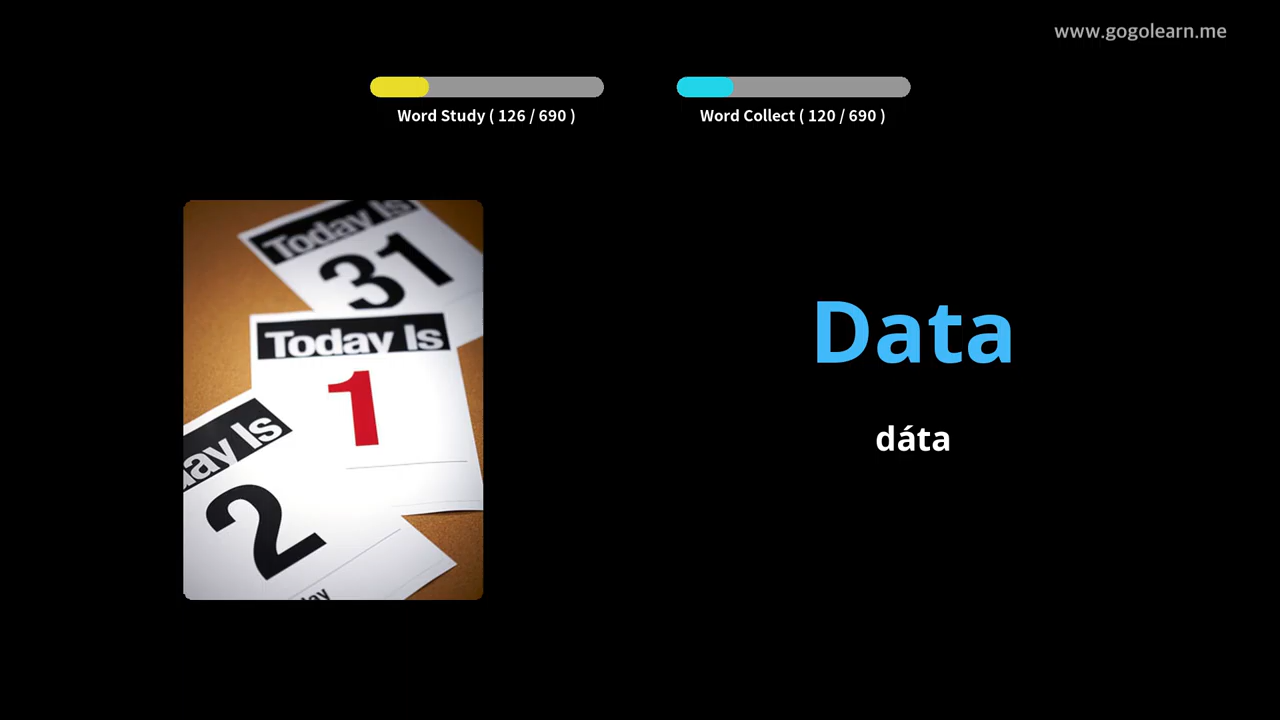 www.gogolearn.me
Word Study ( 126 / 690 )
Word Collect ( 120 / 690 )
Today Is
31
Today Is
1
ay Is
2
Data
dáta